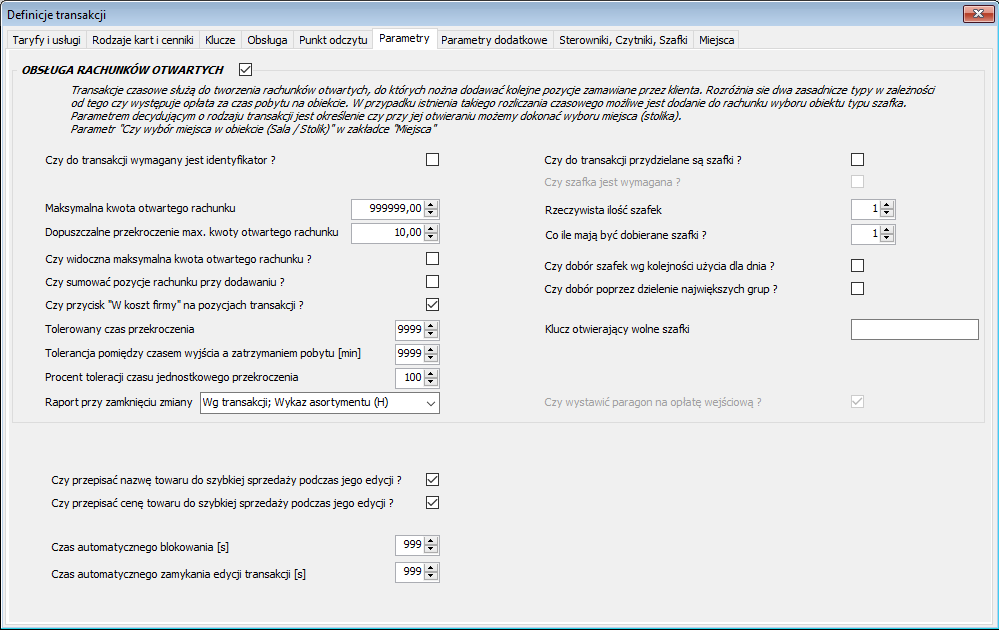 Definicje transakcji
Taryfy i usługi Rodzaje kart i cenniki Klucze Obsługa Punkt odczytu Parametry Parametry dodatkowe Sterowniki, Czytniki, Szafki Miejsca
OBSŁUGA RACHUNKÓW OTWARTYCH
Transakcje czasowe służą do tworzenia rachunków otwartych, do których nożna dodawać kolejne pozycje zamawiane przez klienta. Rozróżnia sie dwa zasadnicze typy w zależności
od tego czy występuje opłata za czas pobytu na obiekcie. W przypadku istnienia takiego rozliczania czasowego możliwe jest dodanie do rachunku wyboru obiektu typu szafka.
Parametrem decydującym o rodzaju transakcji jest określenie czy przy jej otwieraniu możemy dokonać wyboru miejsca (stolika).
Parametr "Czy wybór miejsca w obiekcie (Sala / Stolik)" w zakładce "Miejsca"
Czy do transakcji wymagany jest identyfikator ?
Maksymalna kwota otwartego rachunku 999999,00
Dopuszczalne przekroczenie max. kwoty otwartego rachunku 10,00
Czy widoczna maksymalna kwota otwartego rachunku ?
Czy sumować pozycje rachunku przy dodawaniu ?
Czy przycisk "W koszt firmy" na pozycjach transakcji ?
Tolerowany czas przekroczenia 9999
Tolerancja pomiędzy czasem wyjścia a zatrzymaniem pobytu [min] 9999
Procent toleracji czasu jednostkowego przekroczenia 100
Raport przy zamknięciu zmiany Wg transakcji; Wykaz asortymentu (H)
Czy do transakcji przydzielane są szafki ?
Czy szafka jest wymagana ?
Rzeczywista ilość szafek 1
Co ile mają być dobierane szafki ? 1
Czy dobór szafek wg kolejności użycia dla dnia ?
Czy dobór poprzez dzielenie największych grup ?
Klucz otwierający wolne szafki
Czy wystawić paragon na opłatę wejściową ?
Czy przepisać nazwę towaru do szybkiej sprzedaży podczas jego edycji ?
Czy przepisać cenę towaru do szybkiej sprzedaży podczas jego edycji ?
Czas automatycznego blokowania [s] 999
Czas automatycznego zamykania edycji transakcji [s] 999